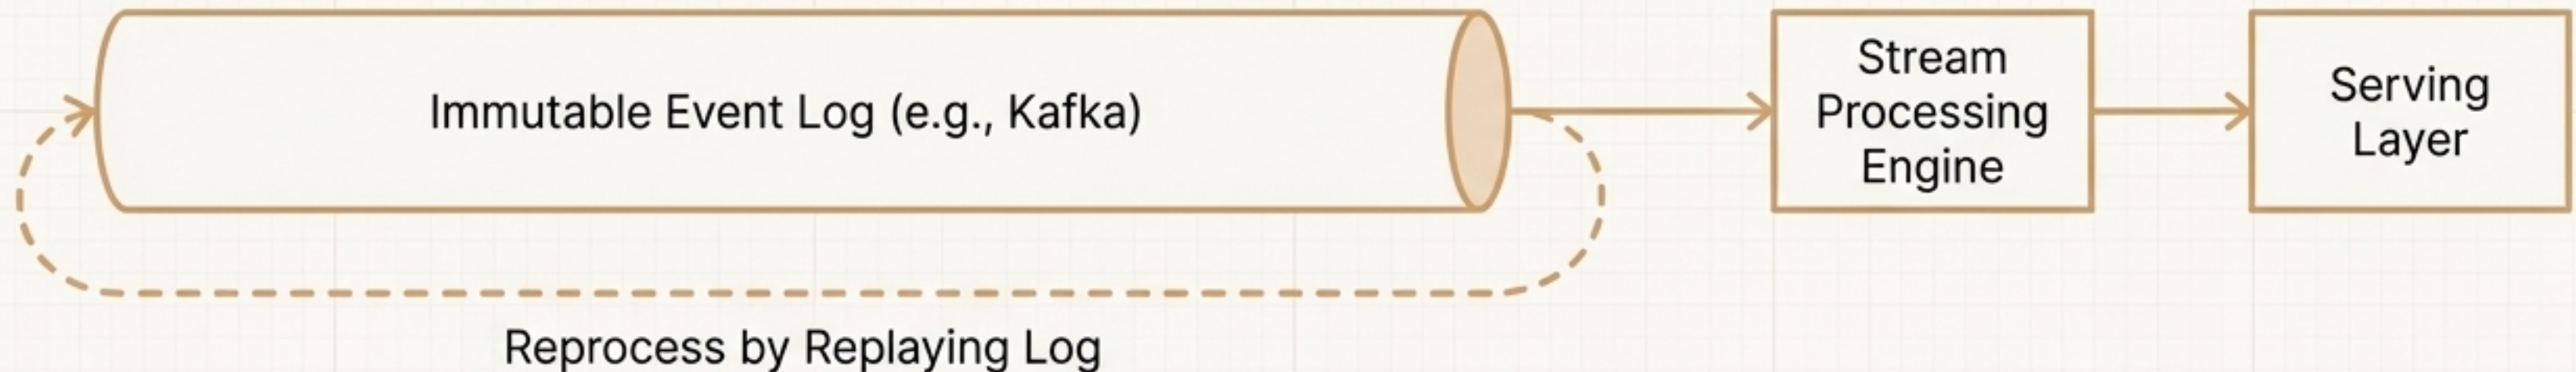 Immutable Event Log (e.g., Kafka)
Stream
Processing
Engine
Serving
Layer
Reprocess by Replaying Log